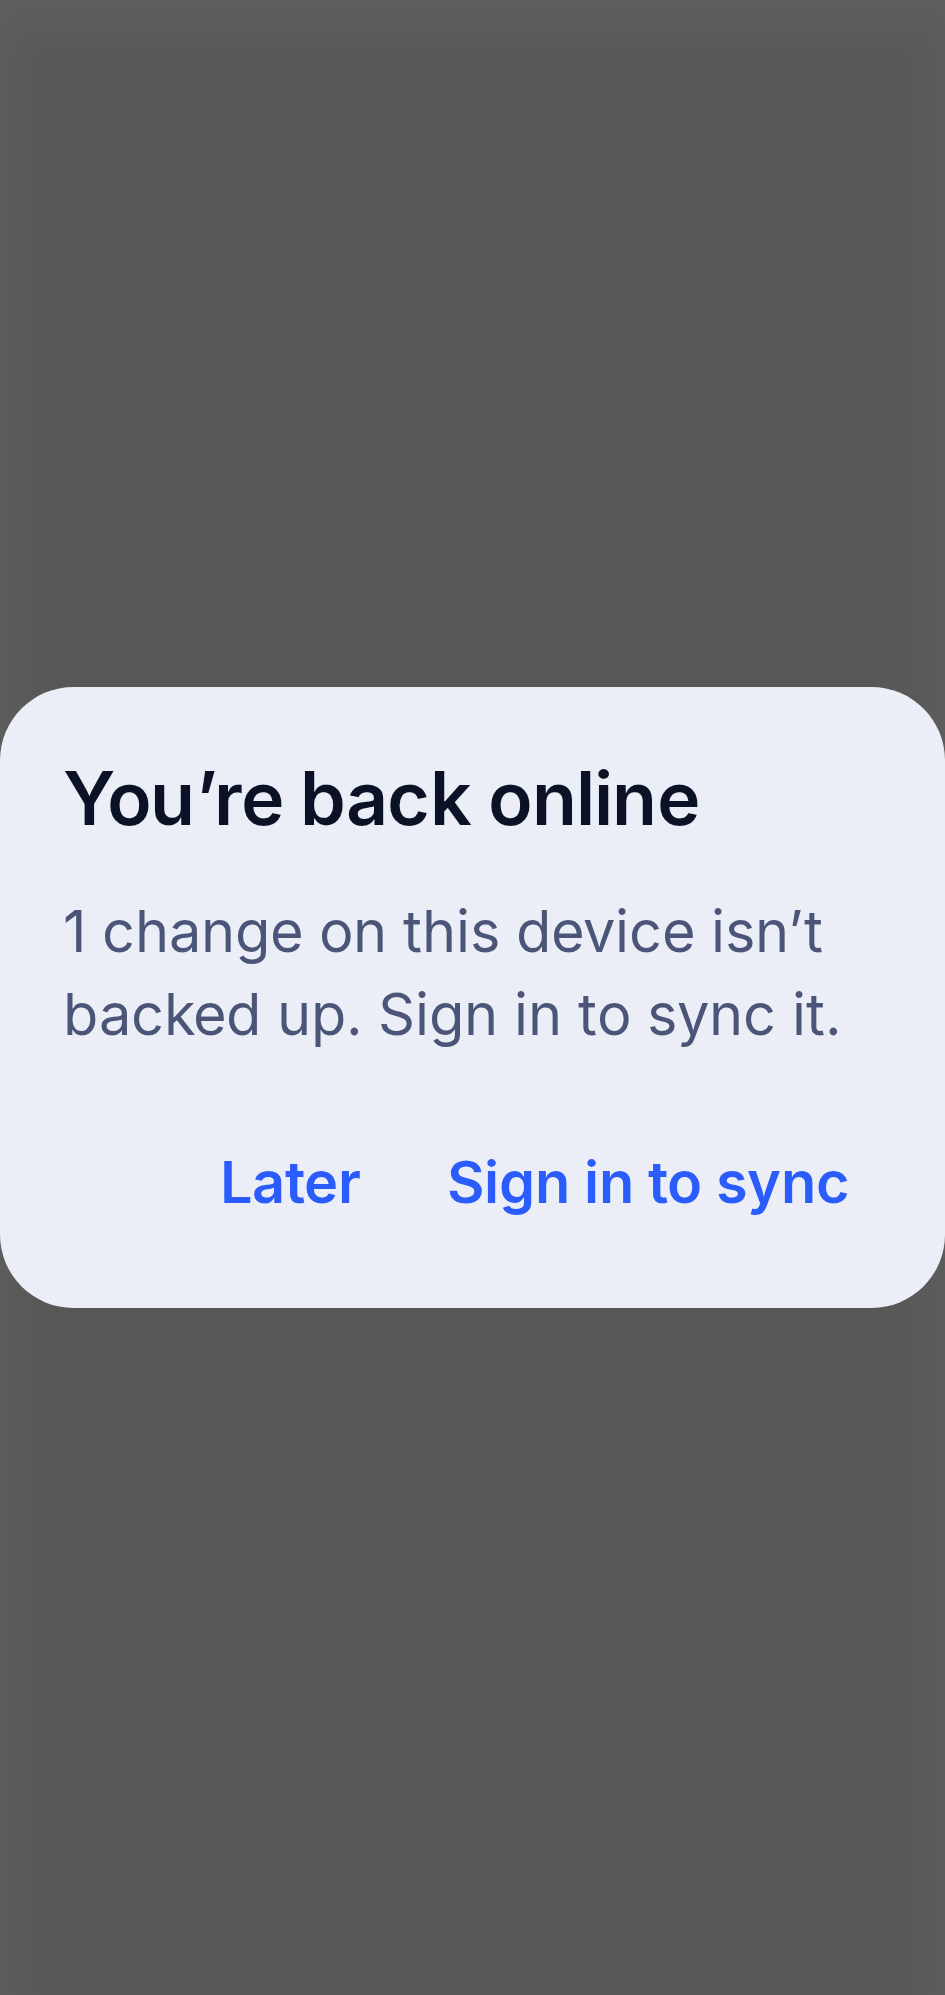 You’re back online
1 change on this device isn’t
backed up. Sign in to sync it.
Later
Sign in to sync